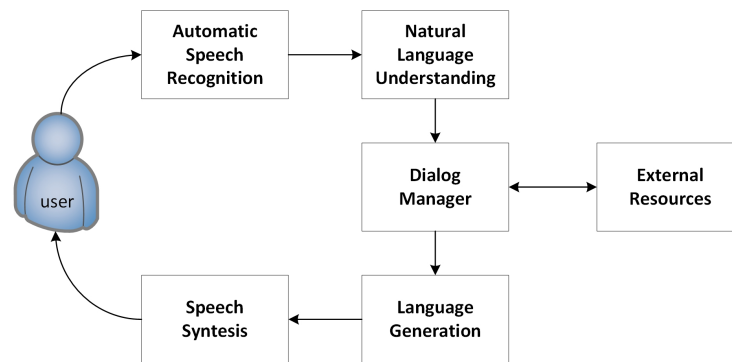 Automatic
Speech
Recognition
Natural
Language
Understanding
user
Dialog
Manager
External
Resources
Speech
Syntesis
Language
Generation